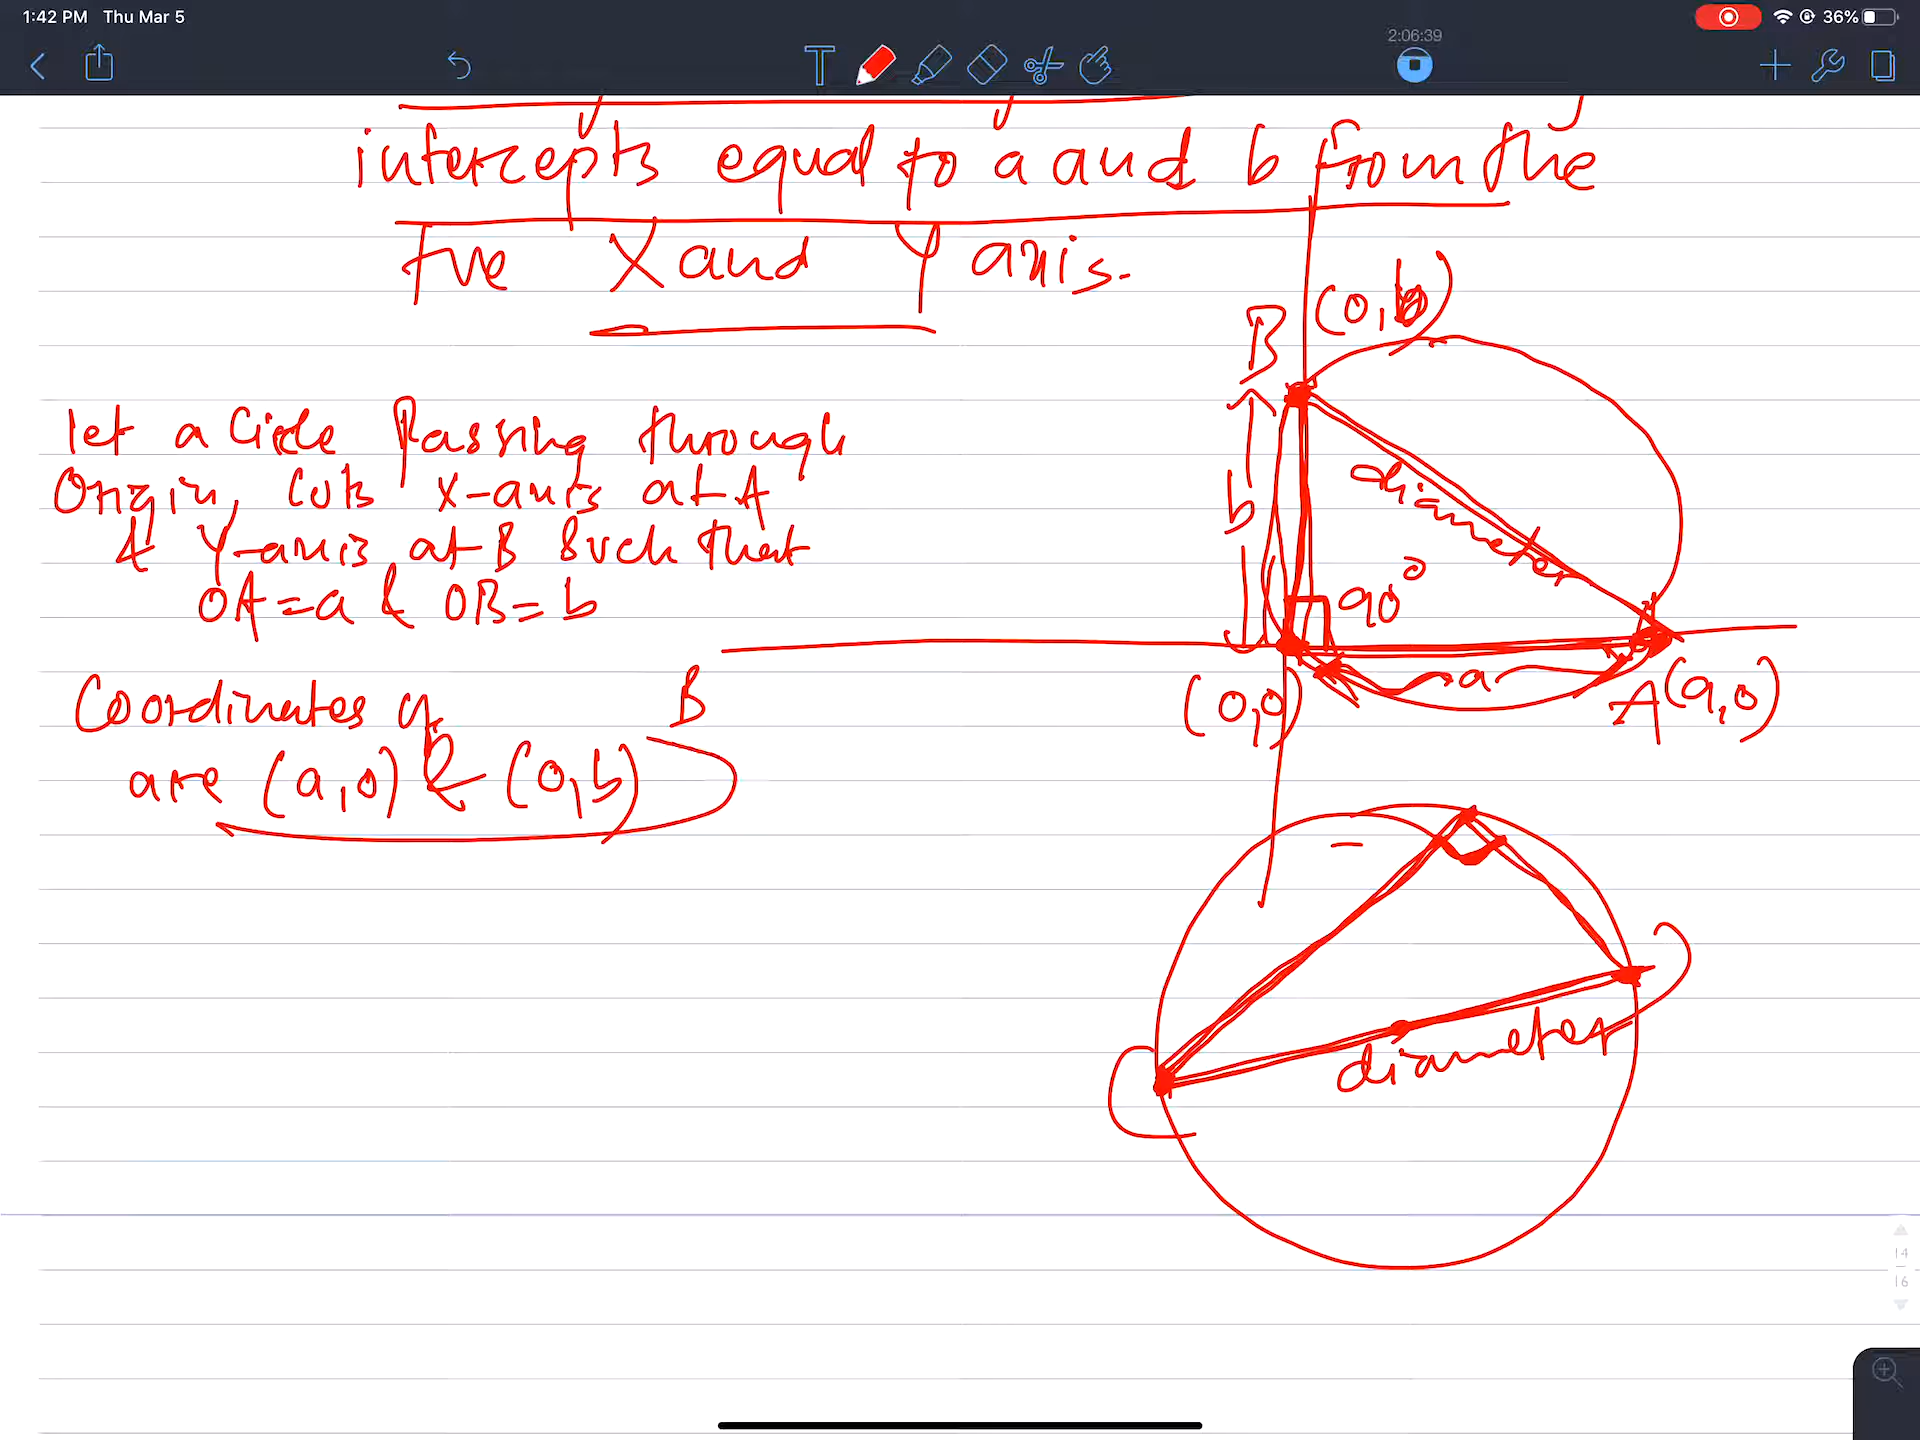 1:42 PM Thu Mar 5
36%
2:06:39
T
intercepts equal to a and b from the
+ve X and Y axis.
B (0,b)
let a Circle Passing through
Origin, Cuts X-axis at A
& Y-axis at B Such that
OA = a & OB = b
diameter
b
90°
a
(0,0)
A(a,0)
Coordinates of B
are (a,0) & (0,b)
diameter
14
16